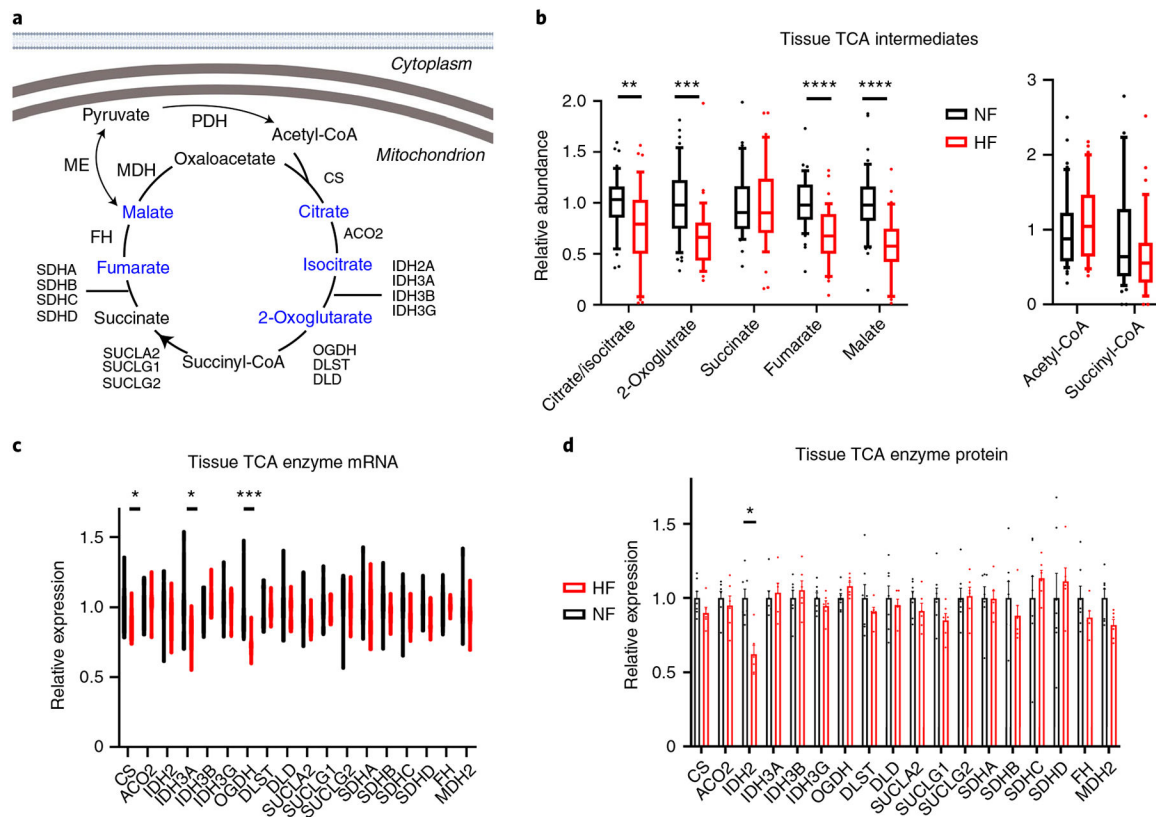 a
Cytoplasm
Pyruvate
PDH
Acetyl-CoA
Mitochondrion
ME
MDH
Oxaloacetate
CS
Malate
Citrate
FH
ACO2
Fumarate
Isocitrate
SDHA
SDHB
SDHC
SDHD
IDH2A
IDH3A
IDH3B
IDH3G
Succinate
2-Oxoglutarate
Succinyl-CoA
SUCLA2
SUCLG1
SUCLG2
OGDH
DLST
DLD
b
Tissue TCA intermediates
Relative abundance
2.0
1.5
1.0
0.5
0
** *** **** ****
NF
HF
Citrate/isocitrate
2-Oxoglutrate
Succinate
Fumarate
Malate
3
2
1
0
Acetyl-CoA
Succinyl-CoA
c
Tissue TCA enzyme mRNA
Relative expression
1.5
1.0
0.5
0
* * ***
HF
NF
CS
ACO2
IDH2
IDH3A
IDH3B
IDH3G
OGDH
DLST
DLD
SUCLA2
SUCLG1
SUCLG2
SDHA
SDHB
SDHC
SDHD
FH
MDH2
d
Tissue TCA enzyme protein
Relative expression
1.5
1.0
0.5
0
*
CS
ACO2
IDH2
IDH3A
IDH3B
IDH3G
OGDH
DLST
DLD
SUCLA2
SUCLG1
SUCLG2
SDHA
SDHB
SDHC
SDHD
FH
MDH2